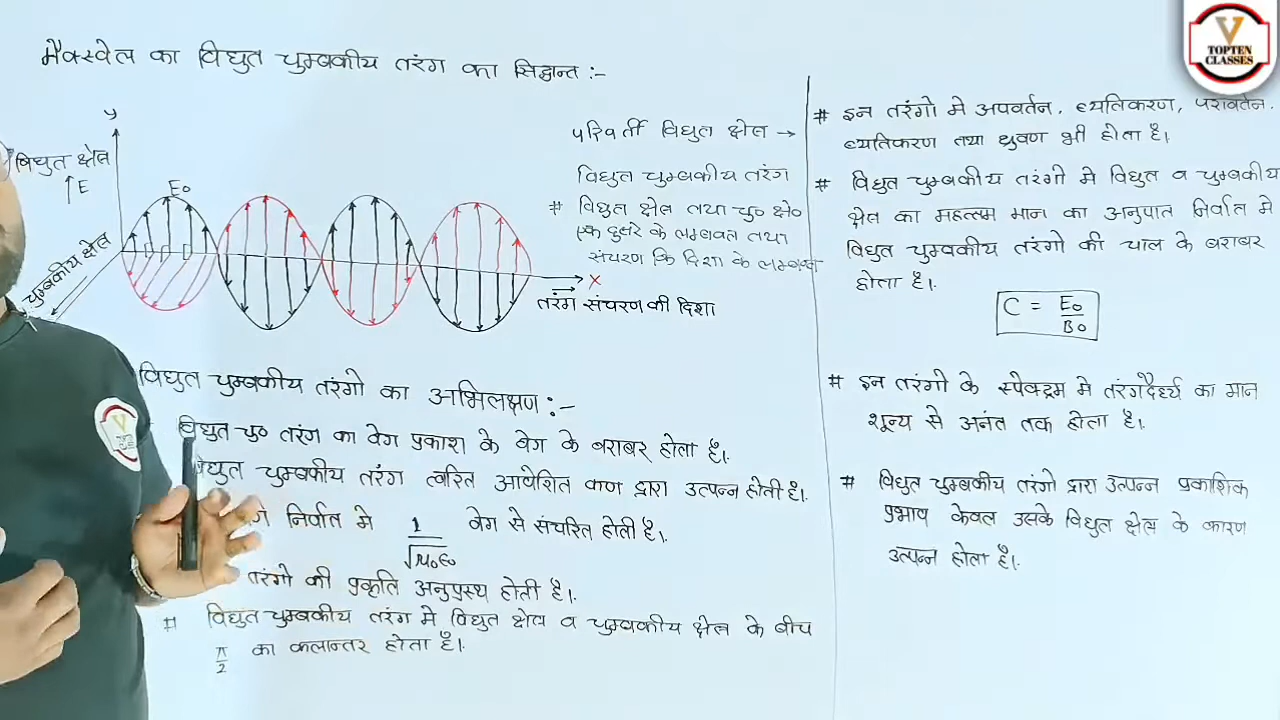 मैक्स्वेल का विद्युत चुम्बकीय तरंग का सिद्धान्त :-
y
विद्युत क्षेत्र
↑E
E₀
चुम्बकीय क्षेत्र
X
तरंग संचरण की दिशा
परिवर्ती विद्युत क्षेत्र →
विद्युत चुम्बकीय तरंग
# विद्युत क्षेत्र तथा चु० क्षे०
एक दुसरे के लम्बवत तथा
संचरण कि दिशा के लम्बवत
विद्युत चुम्बकीय तरंगो का अभिलक्षण :-
विद्युत चु० तरंग का वेग प्रकाश के वेग के बराबर होता है।
विद्युत चुम्बकीय तरंग त्वरित आवेशित कण द्वारा उत्पन्न होती है।
निर्वात मे 1/√μ₀ε₀ वेग से संचरित होती है।
तरंगो की प्रकृति अनुप्रस्थ होती है।
# विद्युत चुम्बकीय तरंग मे विद्युत क्षेत्र व चुम्बकीय क्षेत्र के बीच
π/2 का कलान्तर होता है।
# इन तरंगो मे अपवर्तन, व्यतिकरण, परावर्तन,
व्यतिकरण तथा ध्रुवण भी होता है।
# विद्युत चुम्बकीय तरंगो मे विद्युत व चुम्बकीय
क्षेत्र का महत्तम मान का अनुपात निर्वात मे
विद्युत चुम्बकीय तरंगो की चाल के बराबर
होता है।
C = E₀/B₀
# इन तरंगो के स्पेक्ट्रम मे तरंगदैर्ध्य का मान
शून्य से अनंत तक होता है।
# विद्युत चुम्बकीय तरंगो द्वारा उत्पन्न प्रकाशिक
प्रभाव केवल उसके विद्युत क्षेत्र के कारण
उत्पन्न होता है।
V
TOPTEN
CLASSES